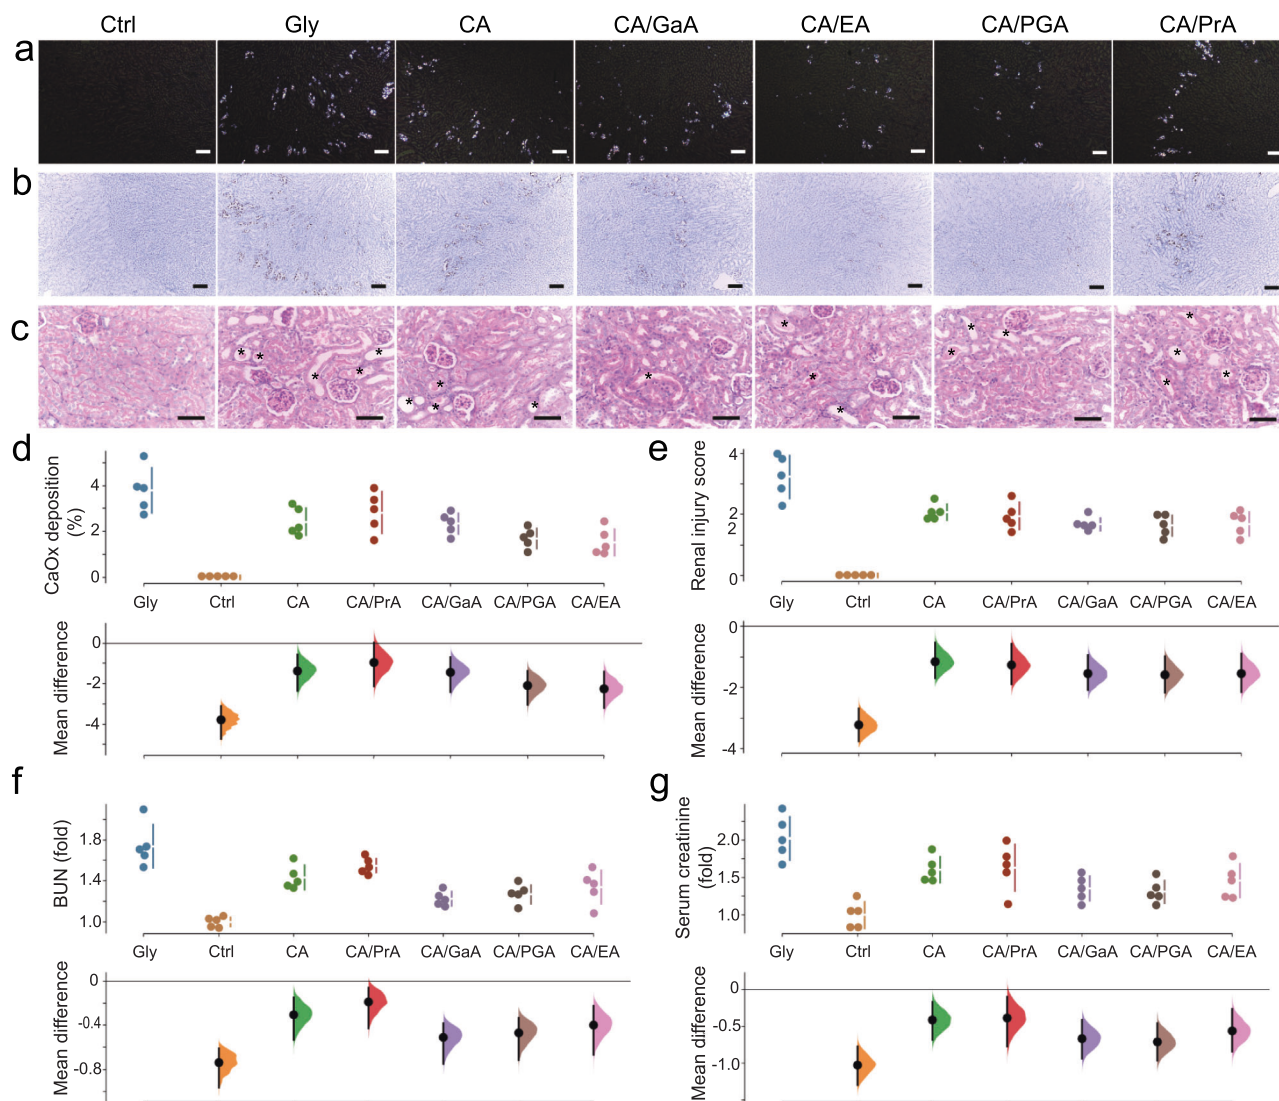 Ctrl Gly CA CA/GaA CA/EA CA/PGA CA/PrA
a
b
c
* * * * *
* * * *
*
* * *
* * *
* * * *
d
CaOx deposition
(%)
4
2
0
Gly Ctrl CA CA/PrA CA/GaA CA/PGA CA/EA
Mean difference
0
-2
-4
e
Renal injury score
4
2
0
Gly Ctrl CA CA/PrA CA/GaA CA/PGA CA/EA
Mean difference
0
-2
-4
f
BUN (fold)
1.8
1.4
1.0
Gly Ctrl CA CA/PrA CA/GaA CA/PGA CA/EA
Mean difference
0
-0.4
-0.8
g
Serum creatinine
(fold)
2.0
1.5
1.0
Gly Ctrl CA CA/PrA CA/GaA CA/PGA CA/EA
Mean difference
0
-0.5
-1.0